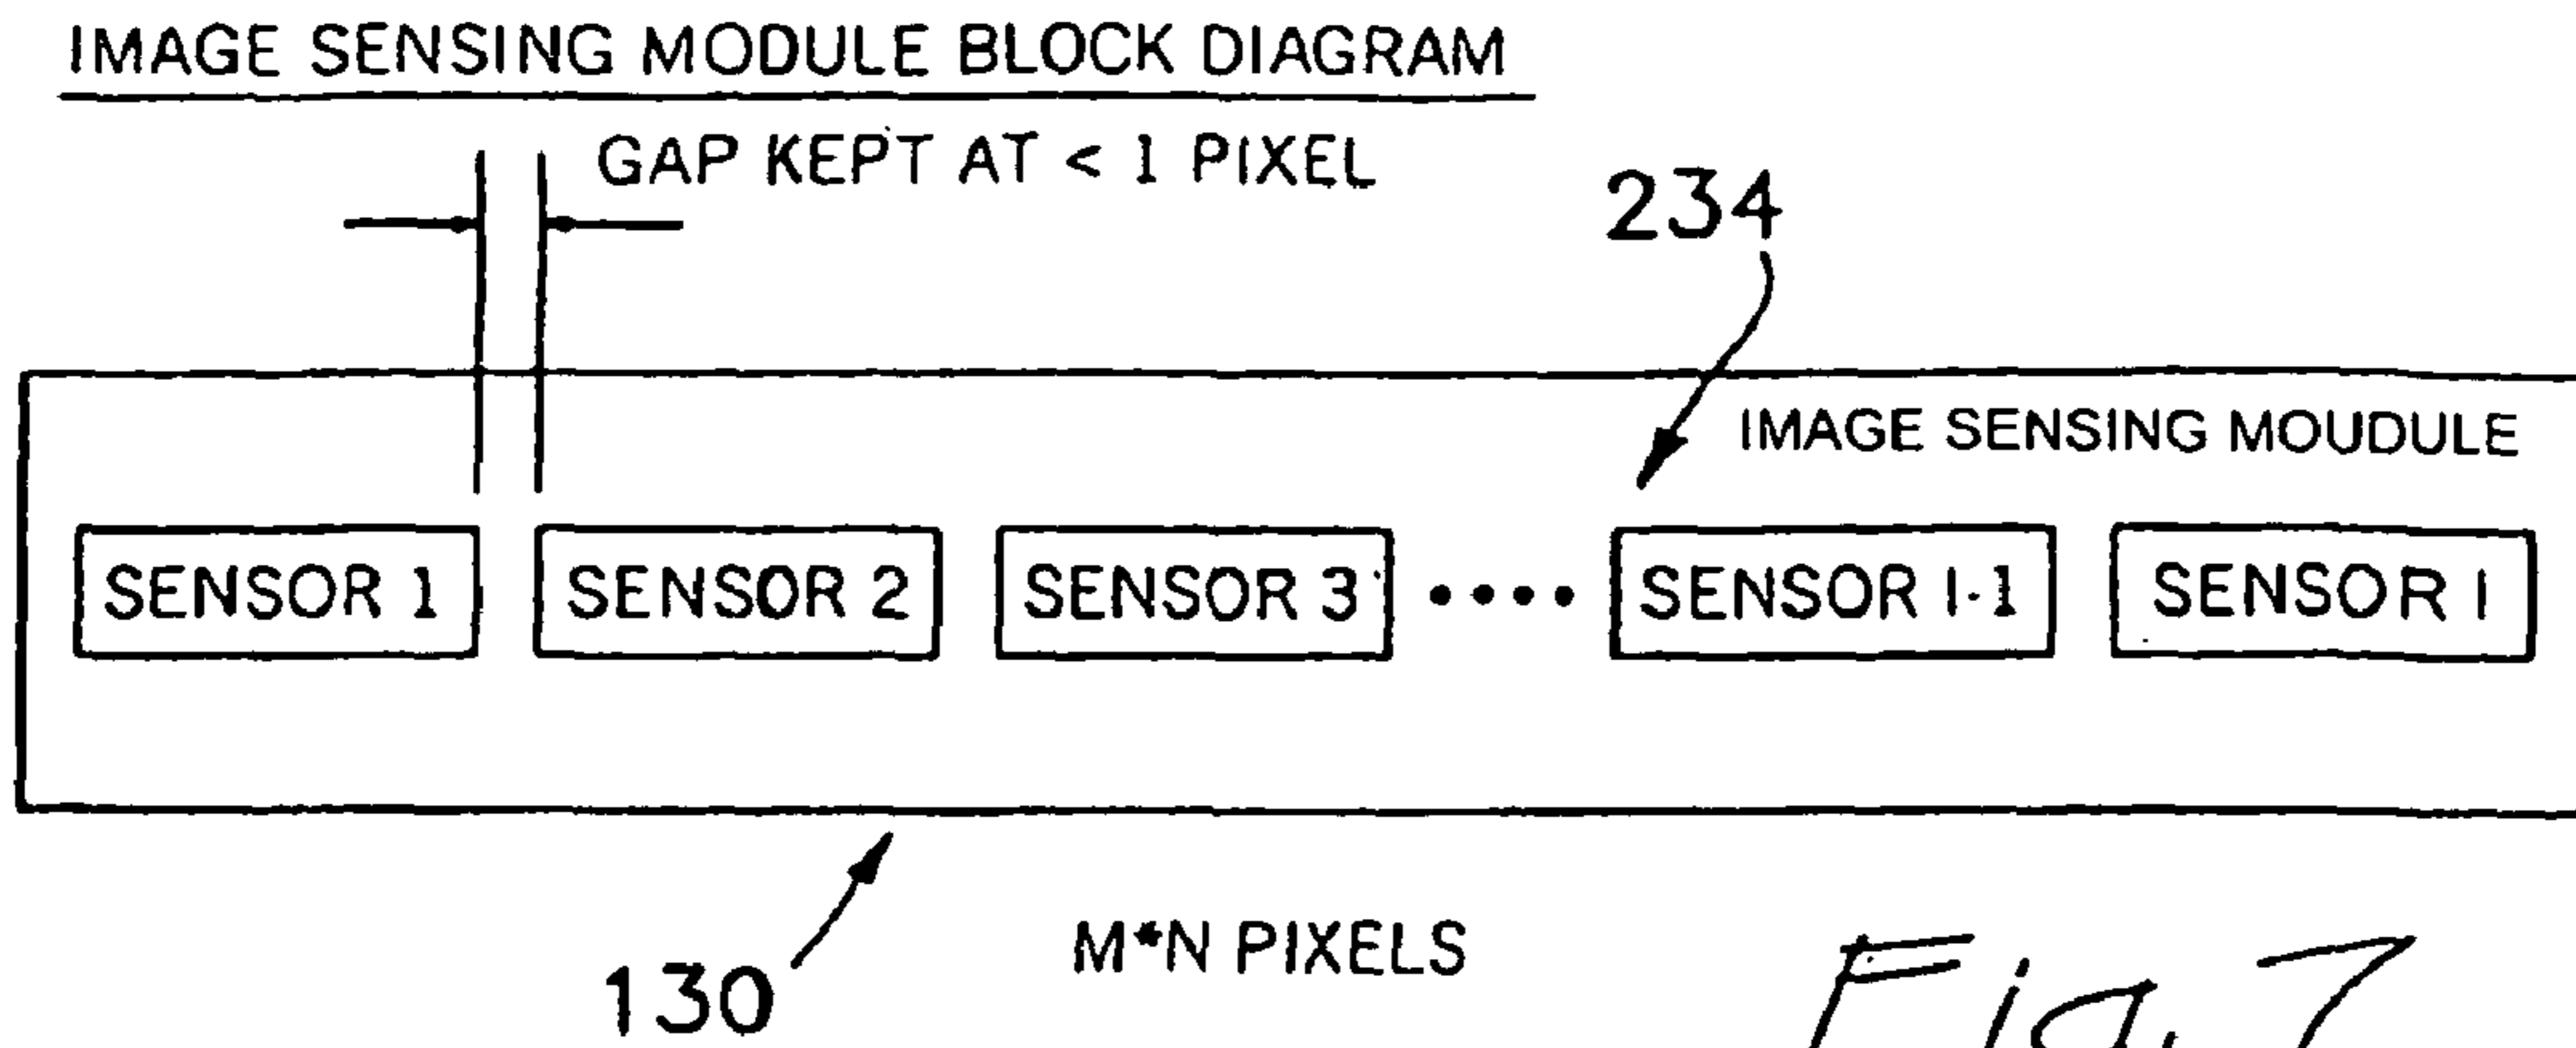 IMAGE SENSING MODULE BLOCK DIAGRAM
GAP KEPT AT < 1 PIXEL
234
IMAGE SENSING MOUDULE
SENSOR 1 SENSOR 2 SENSOR 3 •••• SENSOR I-1 SENSOR I
130
M*N PIXELS
Fig. 7